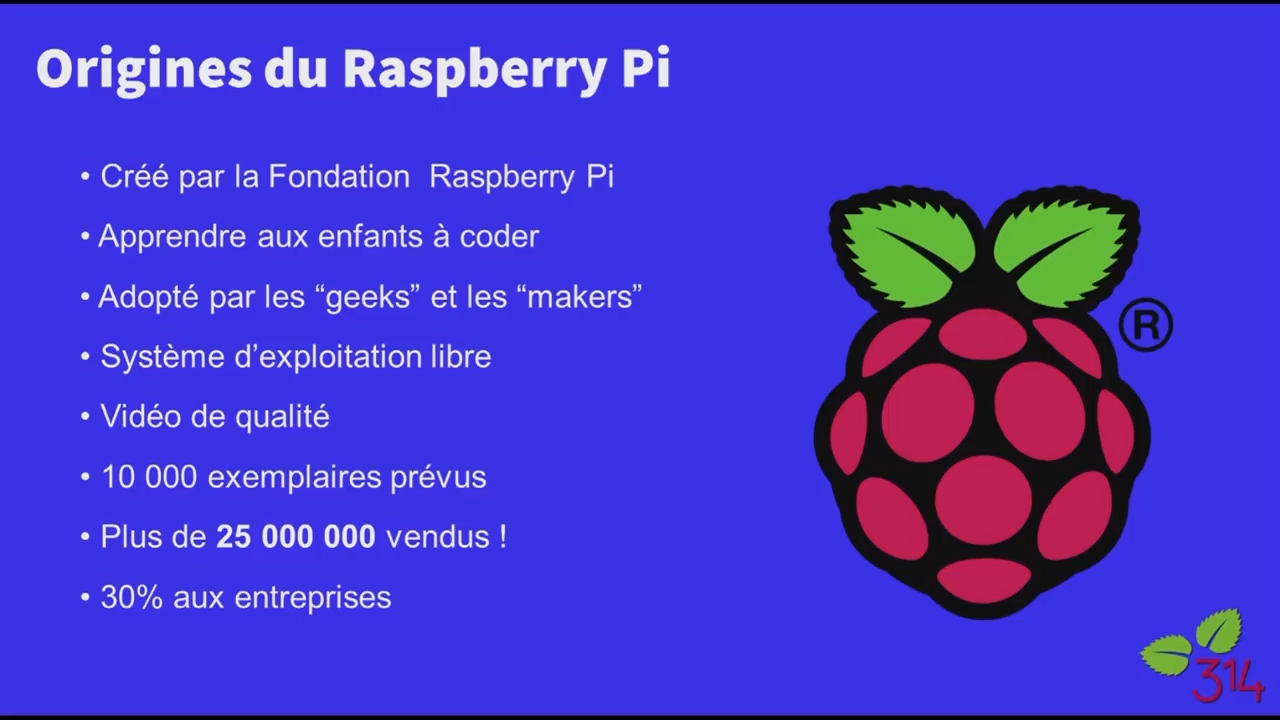 Origines du Raspberry Pi
• Créé par la Fondation Raspberry Pi
• Apprendre aux enfants à coder
• Adopté par les “geeks” et les “makers”
• Système d’exploitation libre
• Vidéo de qualité
• 10 000 exemplaires prévus
• Plus de 25 000 000 vendus !
• 30% aux entreprises
®
314